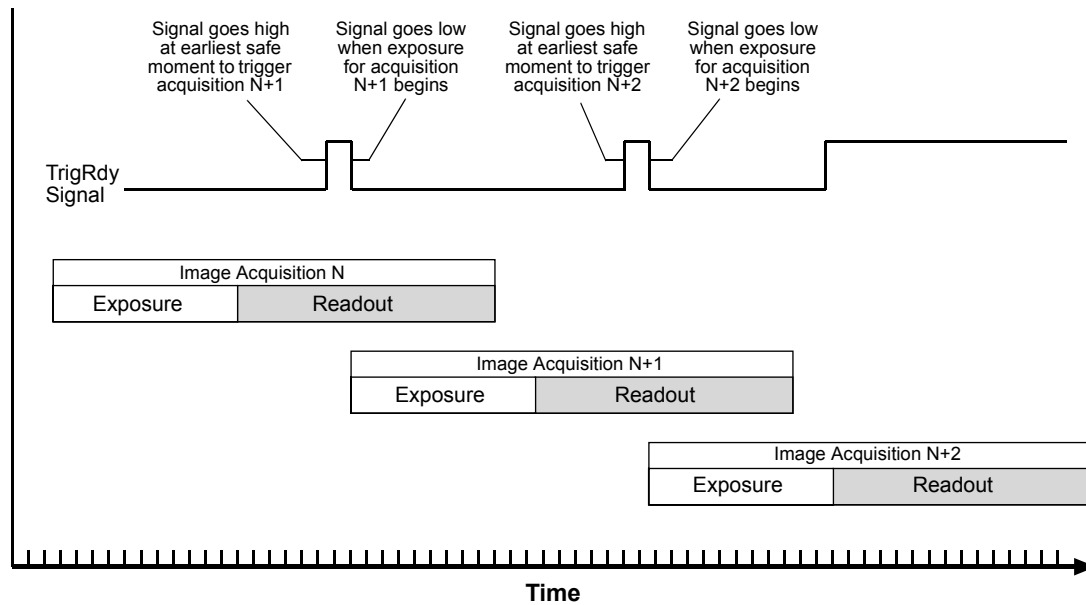 Signal goes high
at earliest safe
moment to trigger
acquisition N+1
Signal goes low
when exposure
for acquisition
N+1 begins
Signal goes high
at earliest safe
moment to trigger
acquisition N+2
Signal goes low
when exposure
for acquisition
N+2 begins
TrigRdy
Signal
Image Acquisition N
Exposure Readout
Image Acquisition N+1
Exposure Readout
Image Acquisition N+2
Exposure Readout
Time